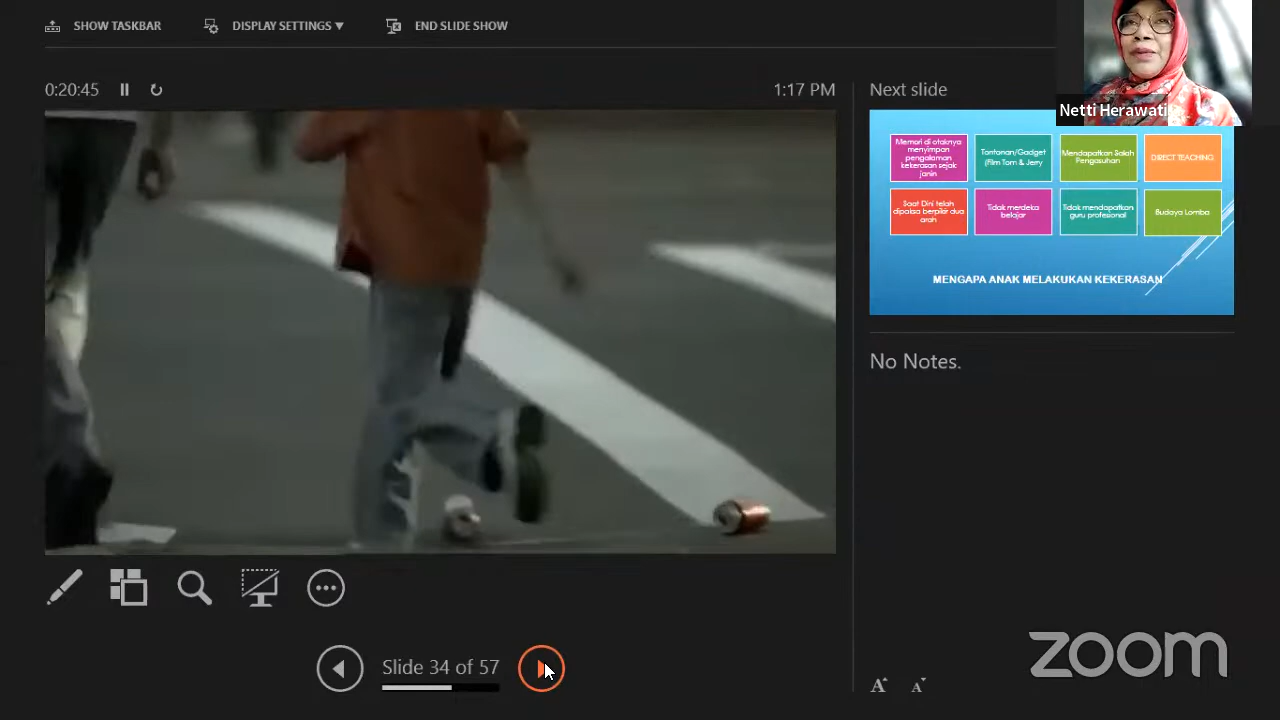 SHOW TASKBAR
DISPLAY SETTINGS ▼
END SLIDE SHOW
0:20:45
1:17 PM
Next slide
Netti Herawati
Memori di otaknya
menyimpan
pengalaman
kekerasan sejak
janin
Tontonan/Gadget
(Film Tom & Jerry
Mendapatkan Salah
Pengasuhan
DIRECT TEACHING
Saat Dini telah
dipaksa berpikir dua
arah
Tidak merdeka
belajar
Tidak mendapatkan
guru profesional
Budaya Lomba
MENGAPA ANAK MELAKUKAN KEKERASAN
No Notes.
Slide 34 of 57
A A
zoom